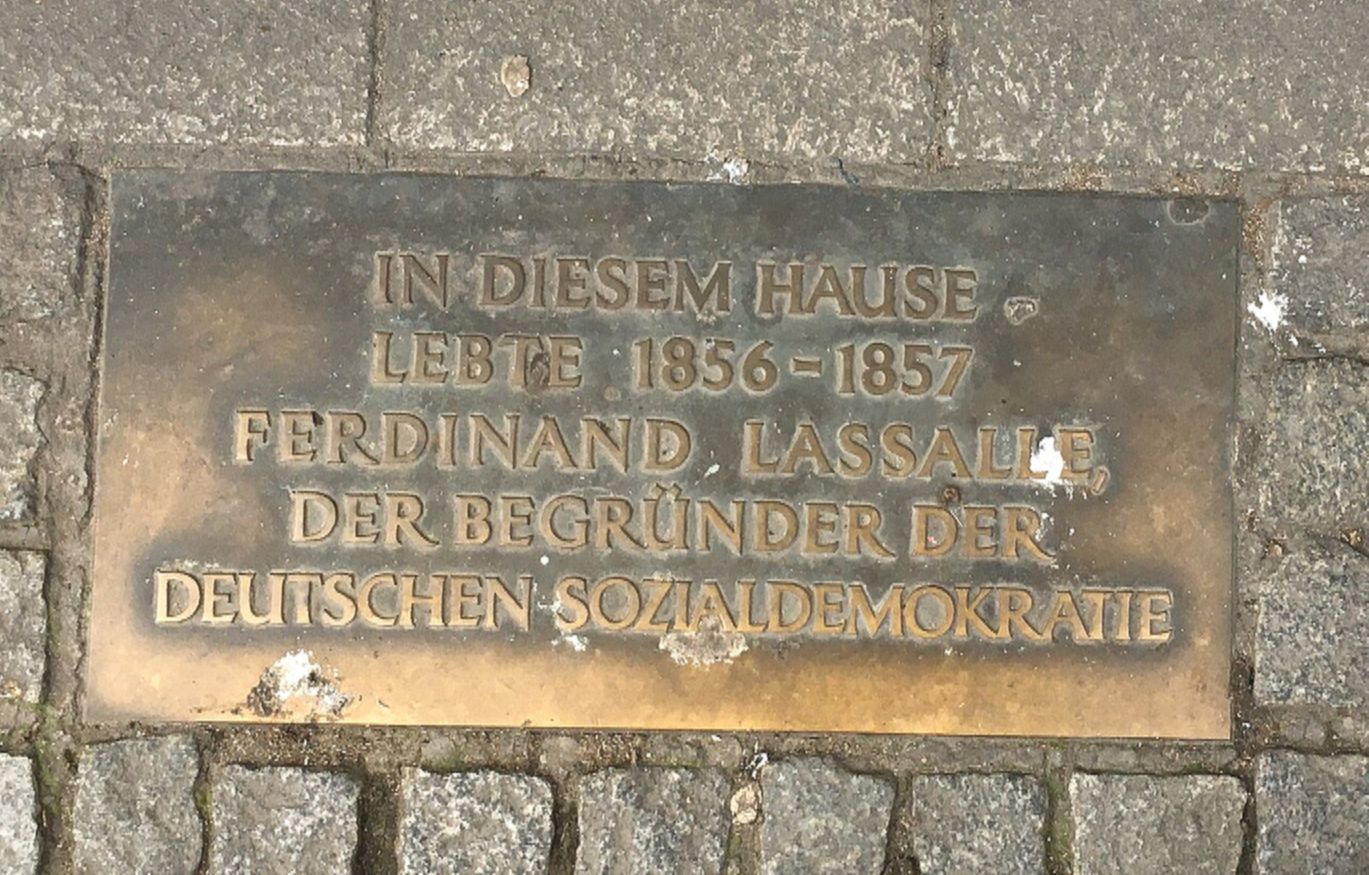 IN DIESEM HAUSE
LEBTE 1856-1857
FERDINAND LASSALLE,
DER BEGRÜNDER DER
DEUTSCHEN SOZIALDEMOKRATIE